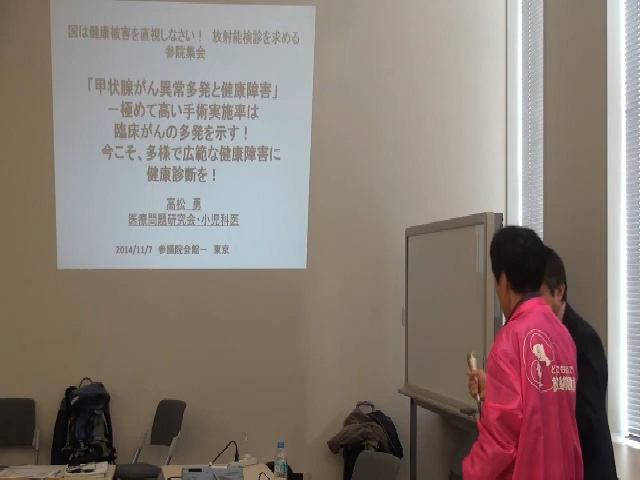 国は健康被害を直視しなさい！ 放射能検診を求める
参院集会
「甲状腺がん異常多発と健康障害」
ー極めて高い手術実施率は
臨床がんの多発を示す！
今こそ、多様で広範な健康障害に
健康診断を！
高松 勇
医療問題研究会・小児科医
2014/11/7 参議院会館ー 東京